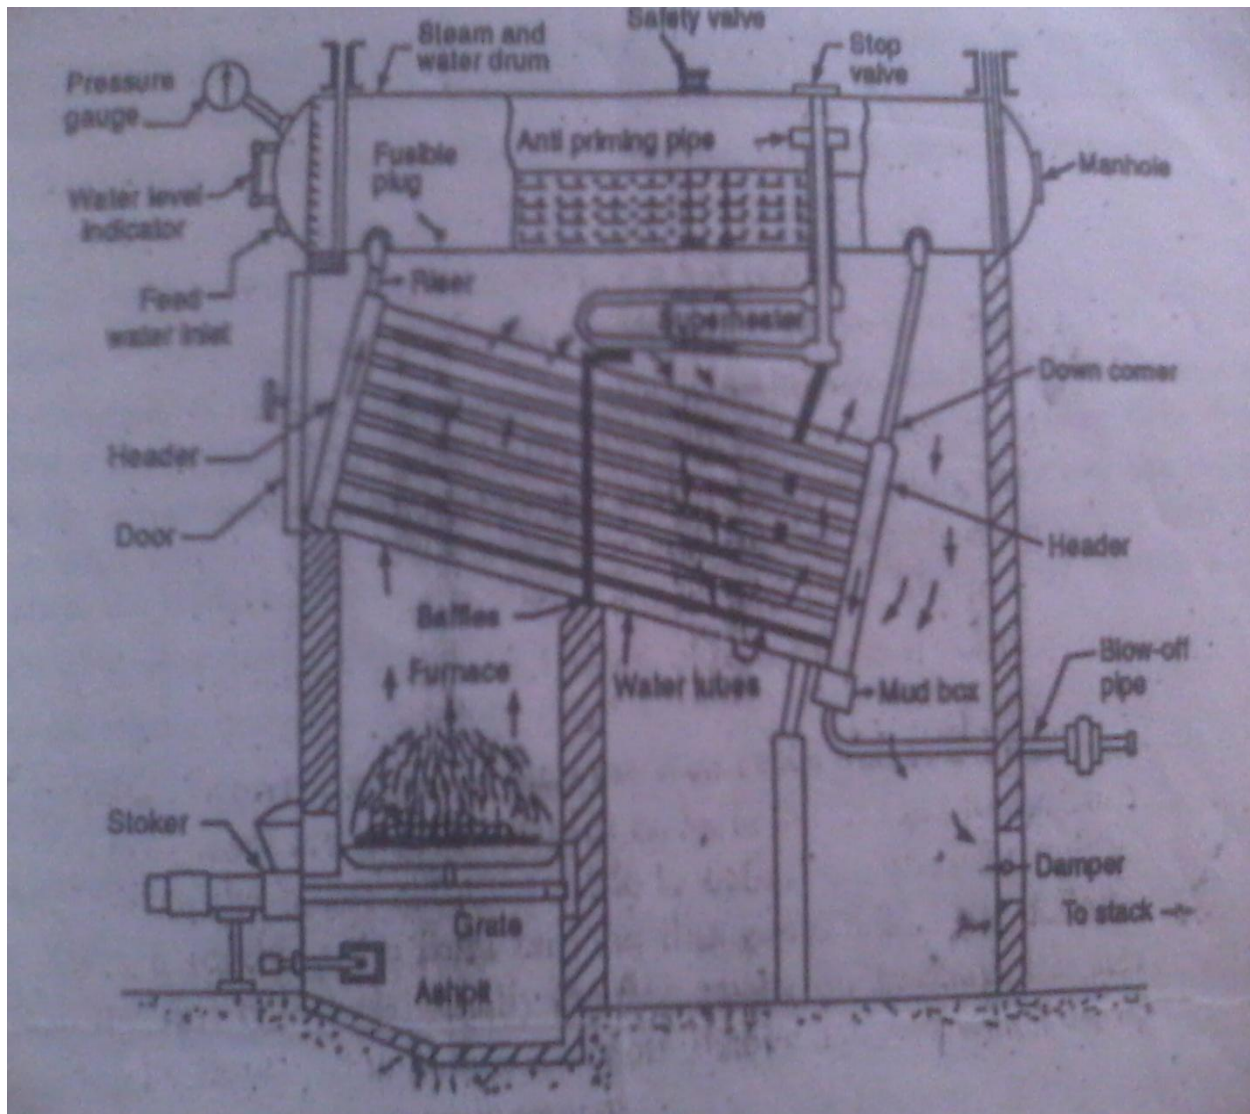 Safety valve
Steam and
water drum
Stop
valve
Pressure
gauge
Anti priming pipe
Fusible
plug
Manhole
Water level
indicator
Riser
Feed
water inlet
Superheater
Down comer
Header
Door
Header
Baffles
Furnace
Water tubes
Mud box
Blow-off
pipe
Stoker
Damper
To stack
Grate
Ashpit